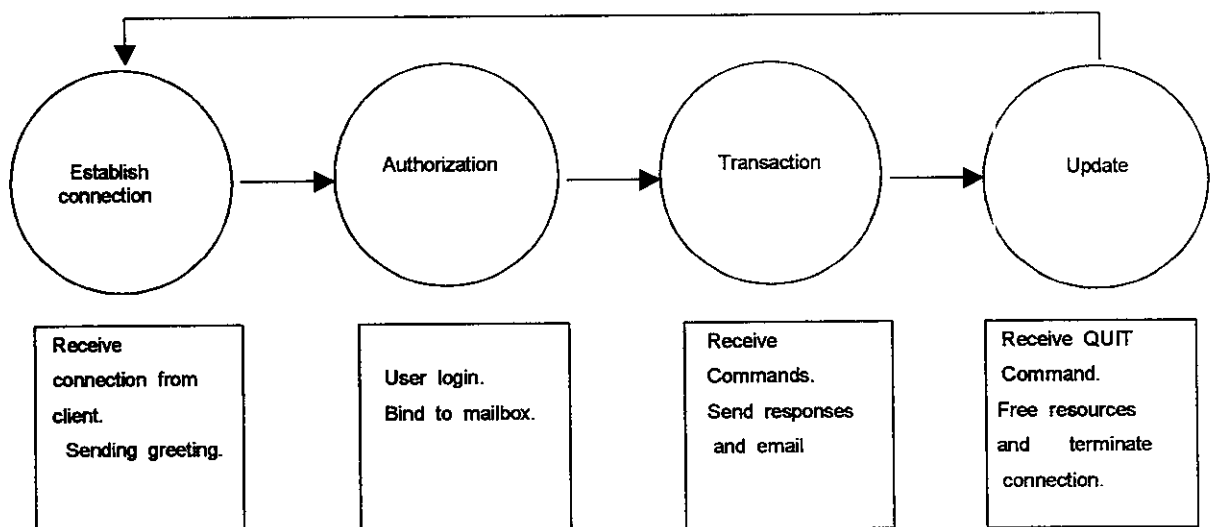 Establish
connection
Authorization
Transaction
Update
Receive
connection from
client.
Sending greeting.
User login.
Bind to mailbox.
Receive
Commands.
Send responses
and email
Receive QUIT
Command.
Free resources
and terminate
connection.